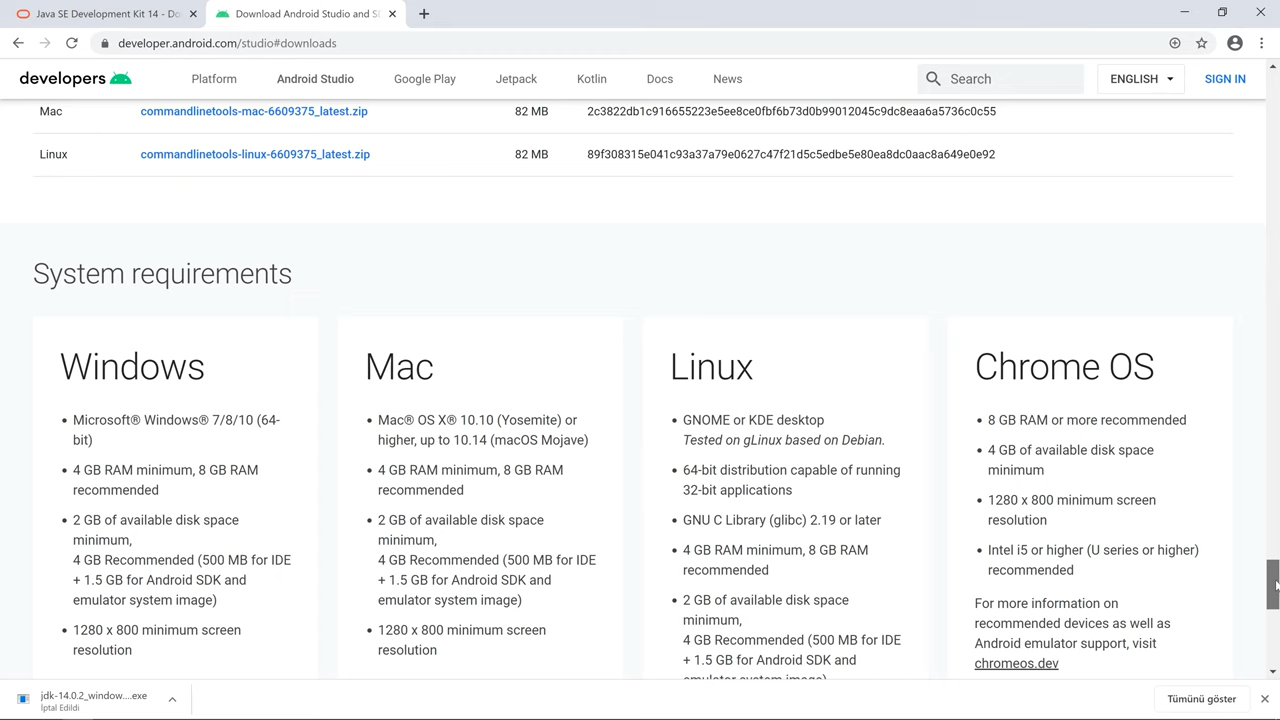 Java SE Development Kit 14 - Do
Download Android Studio and S
developer.android.com/studio#downloads
developers
Platform
Android Studio
Google Play
Jetpack
Kotlin
Docs
News
Search
ENGLISH
SIGN IN
Mac commandlinetools-mac-6609375_latest.zip 82 MB 2c3822db1c916655223e5ee8ce0fbf6b73d0b99012045c9dc8eaa6a5736c0c55
Linux commandlinetools-linux-6609375_latest.zip 82 MB 89f308315e041c93a37a79e0627c47f21d5c5edbe5e80ea8dc0aac8a649e0e92
System requirements
Windows
• Microsoft® Windows® 7/8/10 (64-
bit)
• 4 GB RAM minimum, 8 GB RAM
recommended
• 2 GB of available disk space
minimum,
4 GB Recommended (500 MB for IDE
+ 1.5 GB for Android SDK and
emulator system image)
• 1280 x 800 minimum screen
resolution
Mac
• Mac® OS X® 10.10 (Yosemite) or
higher, up to 10.14 (macOS Mojave)
• 4 GB RAM minimum, 8 GB RAM
recommended
• 2 GB of available disk space
minimum,
4 GB Recommended (500 MB for IDE
+ 1.5 GB for Android SDK and
emulator system image)
• 1280 x 800 minimum screen
resolution
Linux
• GNOME or KDE desktop
Tested on gLinux based on Debian.
• 64-bit distribution capable of running
32-bit applications
• GNU C Library (glibc) 2.19 or later
• 4 GB RAM minimum, 8 GB RAM
recommended
• 2 GB of available disk space
minimum,
4 GB Recommended (500 MB for IDE
+ 1.5 GB for Android SDK and
emulator system image)
Chrome OS
• 8 GB RAM or more recommended
• 4 GB of available disk space
minimum
• 1280 x 800 minimum screen
resolution
• Intel i5 or higher (U series or higher)
recommended
For more information on
recommended devices as well as
Android emulator support, visit
chromeos.dev
jdk-14.0.2_window....exe
İptal Edildi
Tümünü göster